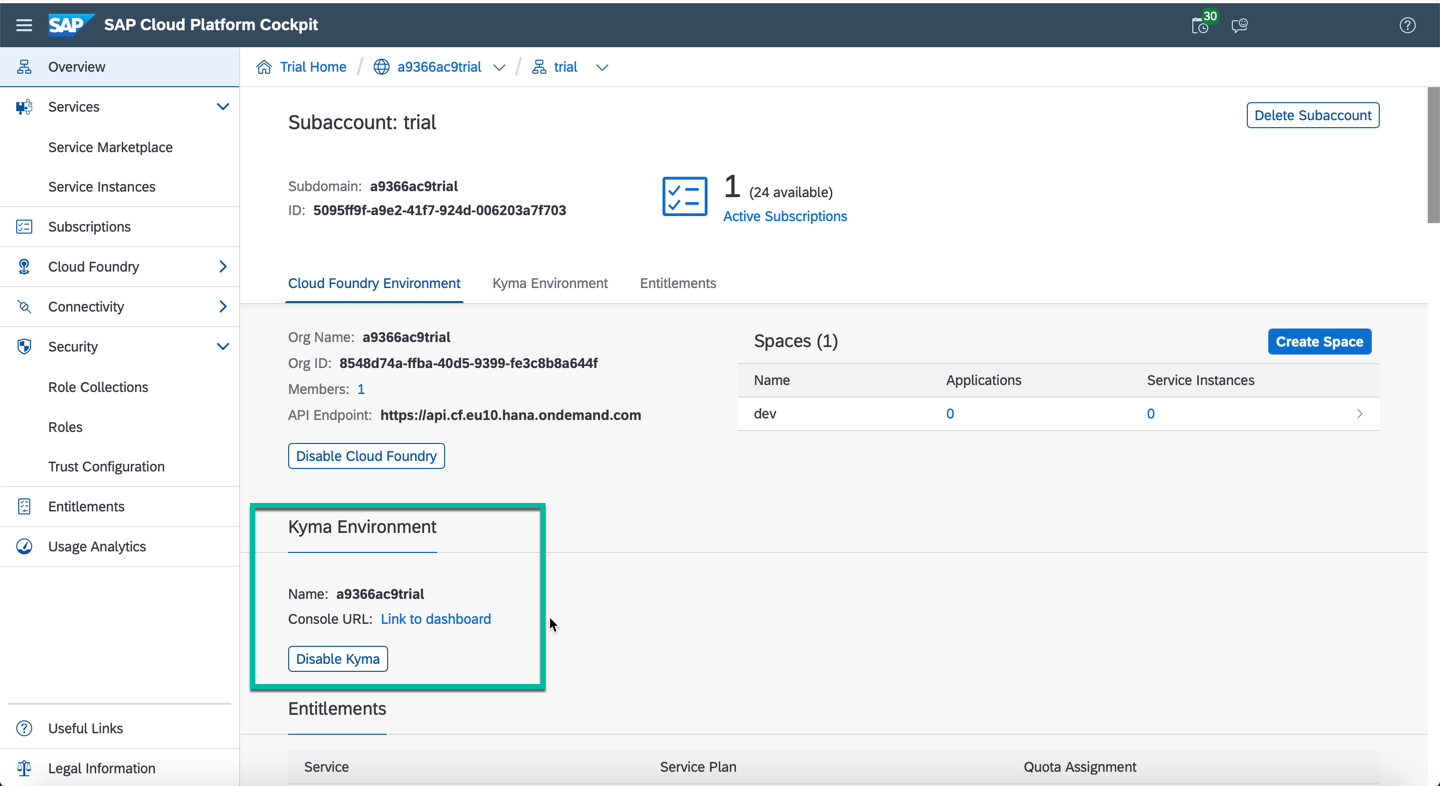 SAP SAP Cloud Platform Cockpit
30
Overview
Services
Service Marketplace
Service Instances
Subscriptions
Cloud Foundry
Connectivity
Security
Role Collections
Roles
Trust Configuration
Entitlements
Usage Analytics
Useful Links
Legal Information
Trial Home / a9366ac9trial / trial
Subaccount: trial
Delete Subaccount
Subdomain: a9366ac9trial
ID: 5095ff9f-a9e2-41f7-924d-006203a7f703
1 (24 available)
Active Subscriptions
Cloud Foundry Environment Kyma Environment Entitlements
Org Name: a9366ac9trial
Org ID: 8548d74a-ffba-40d5-9399-fe3c8b8a644f
Members: 1
API Endpoint: https://api.cf.eu10.hana.ondemand.com
Disable Cloud Foundry
Spaces (1)
Create Space
Name Applications Service Instances
dev 0 0
Kyma Environment
Name: a9366ac9trial
Console URL: Link to dashboard
Disable Kyma
Entitlements
Service Service Plan Quota Assignment